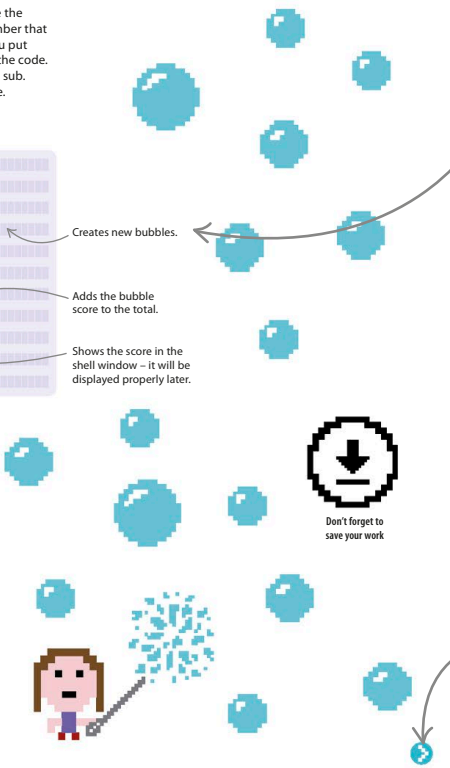 e the
nber that
u put
the code.
sub.
e.
Creates new bubbles.
Adds the bubble
score to the total.
Shows the score in the
shell window – it will be
displayed properly later.
Don't forget to
save your work